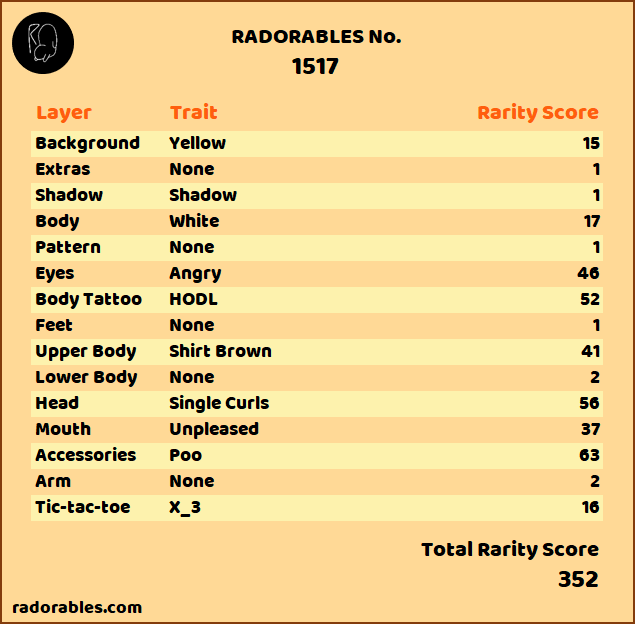 RADORABLES No.
1517
Layer Trait Rarity Score
Background Yellow 15
Extras None 1
Shadow Shadow 1
Body White 17
Pattern None 1
Eyes Angry 46
Body Tattoo HODL 52
Feet None 1
Upper Body Shirt Brown 41
Lower Body None 2
Head Single Curls 56
Mouth Unpleased 37
Accessories Poo 63
Arm None 2
Tic-tac-toe X_3 16
Total Rarity Score
352
radorables.com